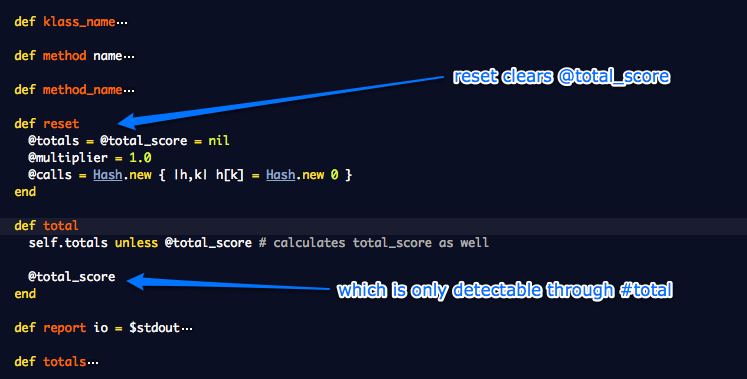 def klass_name…
def method name…
def method_name…
reset clears @total_score
def reset
@totals = @total_score = nil
@multiplier = 1.0
@calls = Hash.new { |h,k| h[k] = Hash.new 0 }
end
def total
self.totals unless @total_score # calculates total_score as well
@total_score
which is only detectable through #total
end
def report io = $stdout…
def totals…